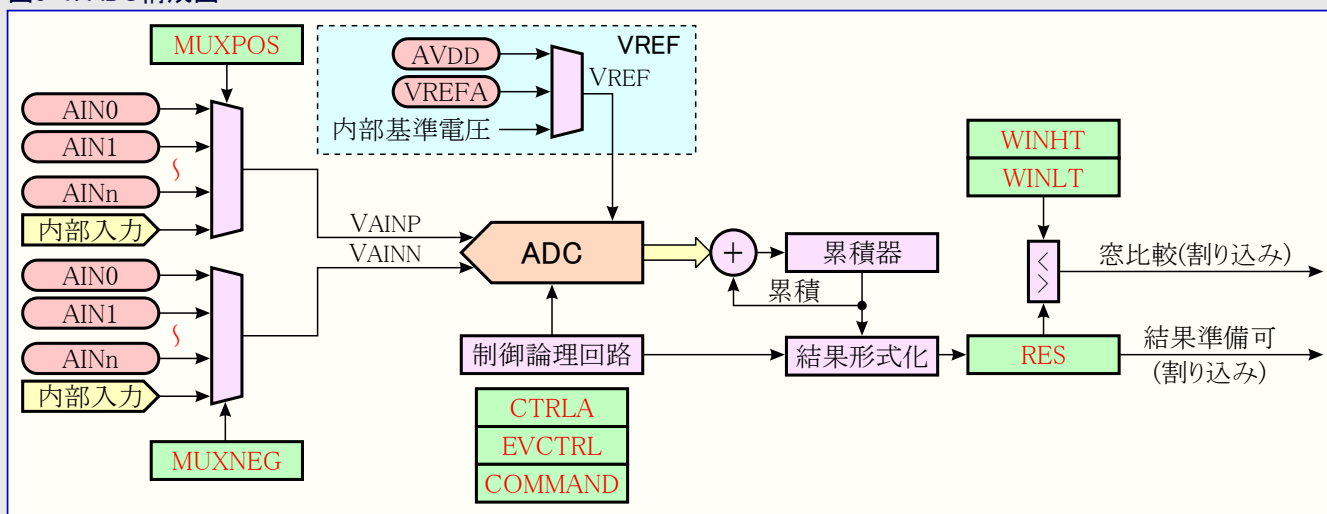 MUXPOS
AIN0
AIN1
AINn
内部入力
AIN0
AIN1
AINn
内部入力
MUXNEG
VREF
AVDD
VREFA
内部基準電圧
VREF
VAINP
VAINN
ADC
+
累積器
累積
制御論理回路
結果形式化
CTRLA
EVCTRL
COMMAND
WINHT
WINLT
<
>
RES
窓比較(割り込み)
結果準備可
(割り込み)